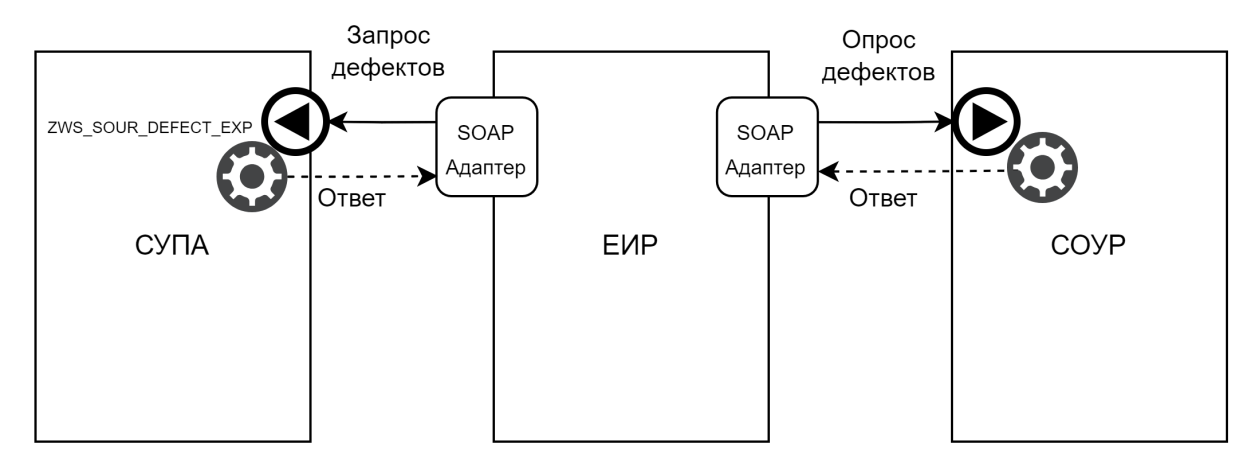 Запрос
дефектов
Опрос
дефектов
ZWS_SOUR_DEFECT_EXP
SOAP
Адаптер
SOAP
Адаптер
Ответ
Ответ
СУПА
ЕИР
СОУР